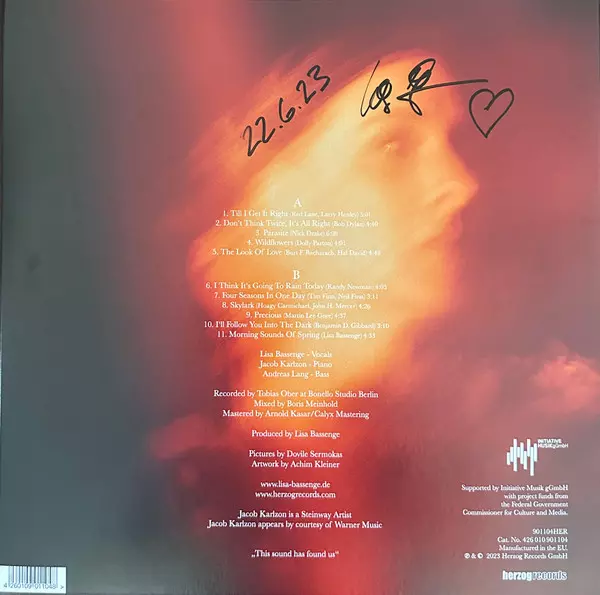 22.6.23
A
1. Till I Get It Right (Red Lane, Larry Henley) 5:01
2. Don't Think Twice, It's All Right (Bob Dylan) 4:40
3. Parasite (Nick Drake) 6:08
4. Wildflowers (Dolly Parton) 4:51
5. The Look Of Love (Burt F. Bacharach, Hal David) 4:48
B
6. I Think It's Going To Rain Today (Randy Newman) 4:05
7. Four Seasons In One Day (Tim Finn, Neil Finn) 3:11
8. Skylark (Hoagy Carmichael, John H. Mercer) 4:26
9. Precious (Martin Lee Gore) 4:37
10. I'll Follow You Into The Dark (Benjamin D. Gibbard) 3:10
11. Morning Sounds Of Spring (Lisa Bassenge) 4:33
Lisa Bassenge - Vocals
Jacob Karlzon - Piano
Andreas Lang - Bass
Recorded by Tobias Ober at Bonello Studio Berlin
Mixed by Boris Meinhold
Mastered by Arnold Kasar/Calyx Mastering
Produced by Lisa Bassenge
Pictures by Dovile Sermokas
Artwork by Achim Kleiner
www.lisa-bassenge.de
www.herzogrecords.com
Jacob Karlzon is a Steinway Artist
Jacob Karlzon appears by courtesy of Warner Music
„This sound has found us“
INITIATIVE
MUSIKgGmbH
Supported by Initiative Musik gGmbH
with project funds from
the Federal Government
Commissioner for Culture and Media.
901104HER
Cat. No. 426 010 901104
Manufactured in the EU.
℗ & © 2023 Herzog Records GmbH
herzogrecords
4260109011048 >